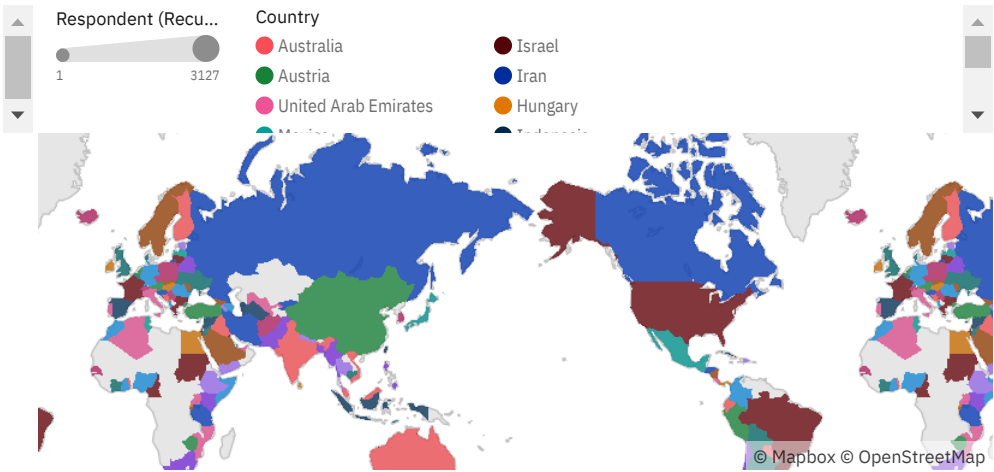 Respondent (Recu...
1
3127
Country
Australia
Austria
United Arab Emirates
Israel
Iran
Hungary
© Mapbox © OpenStreetMap